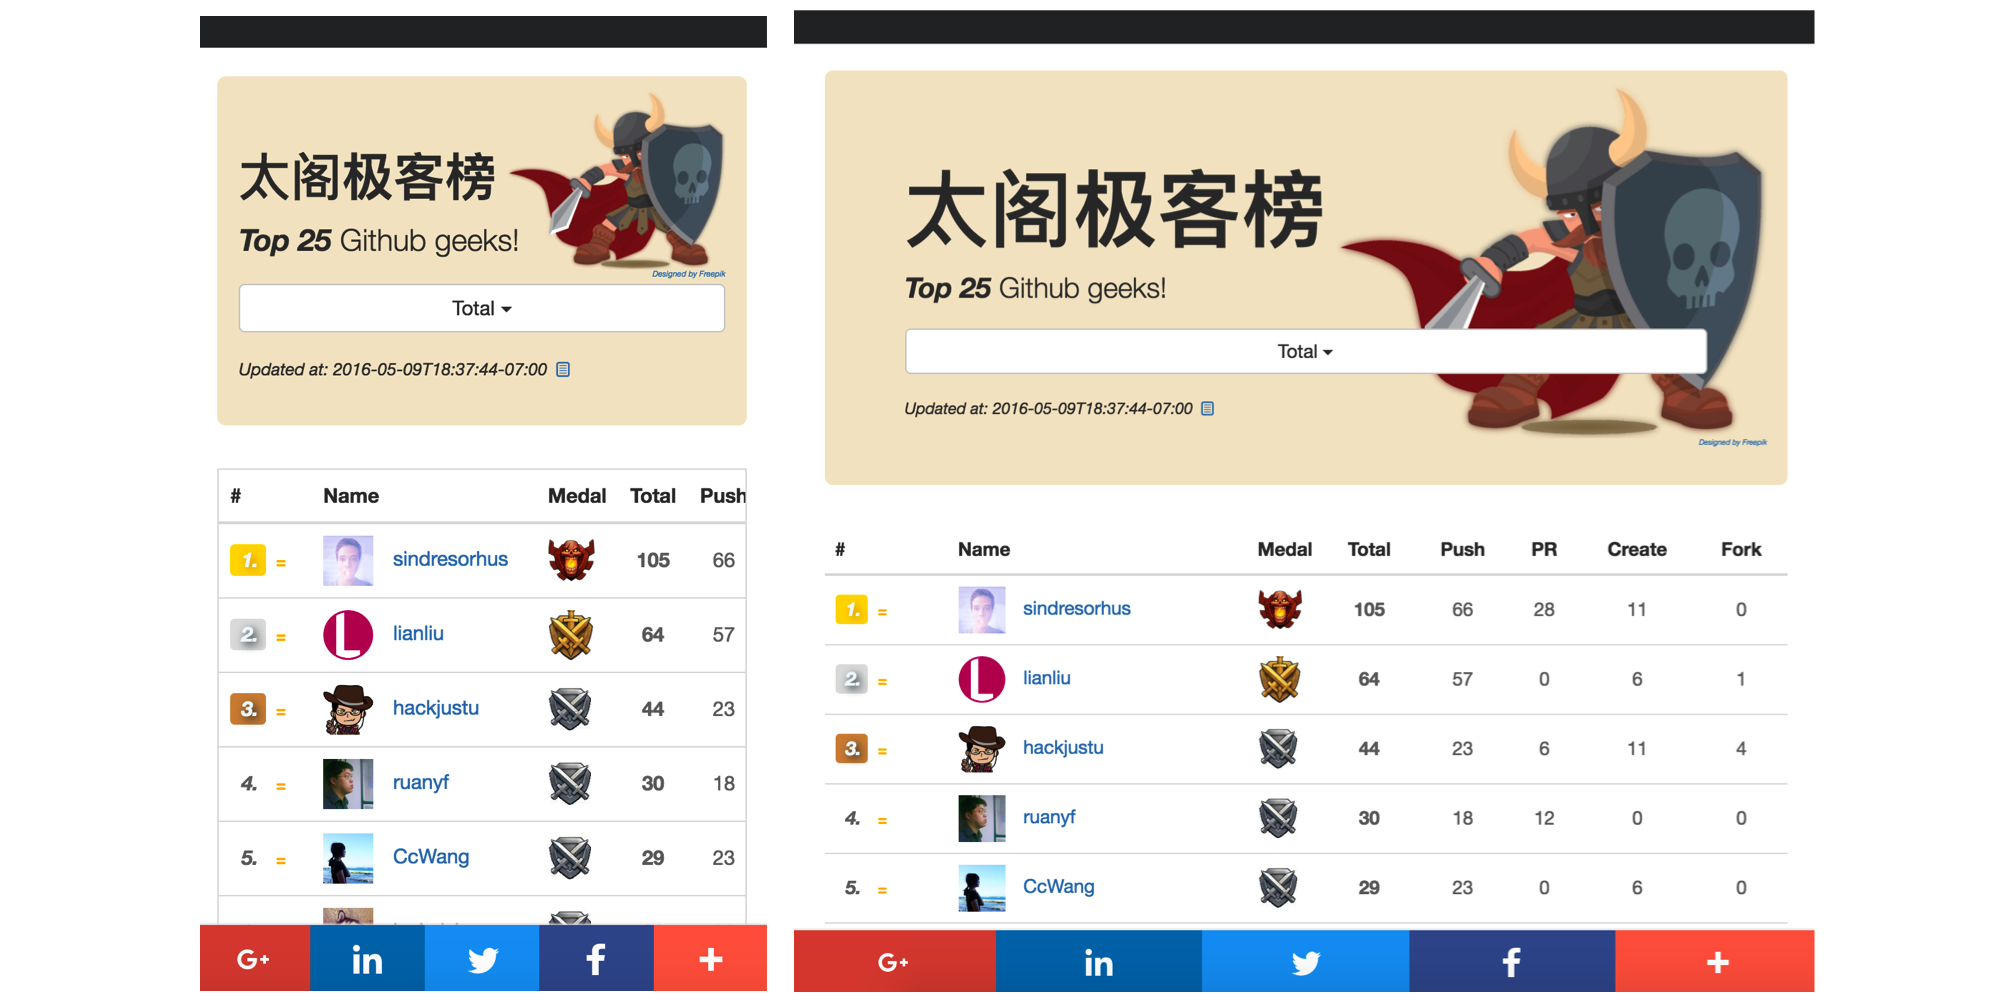 太阁极客榜
Top 25 Github geeks!
Designed by Freepik
Total
Updated at: 2016-05-09T18:37:44-07:00
# Name Medal Total Push
1. = sindresorhus 105 66
2. = L lianliu 64 57
3. = hackjustu 44 23
4. = ruanyf 30 18
5. = CcWang 29 23
G+ in f +
太阁极客榜
Top 25 Github geeks!
Total
Updated at: 2016-05-09T18:37:44-07:00
Designed by Freepik
# Name Medal Total Push PR Create Fork
1. = sindresorhus 105 66 28 11 0
2. = L lianliu 64 57 0 6 1
3. = hackjustu 44 23 6 11 4
4. = ruanyf 30 18 12 0 0
5. = CcWang 29 23 0 6 0
G+ in f +